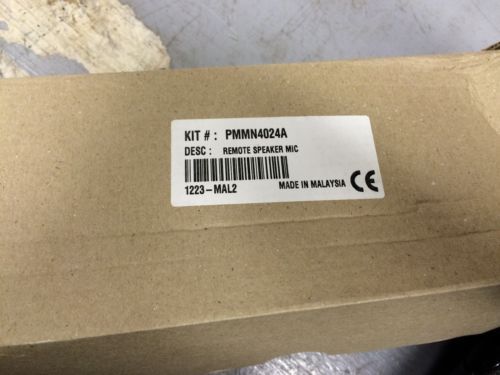 KIT # : PMMN4024A
DESC : REMOTE SPEAKER MIC
1223-MAL2 MADE IN MALAYSIA CE